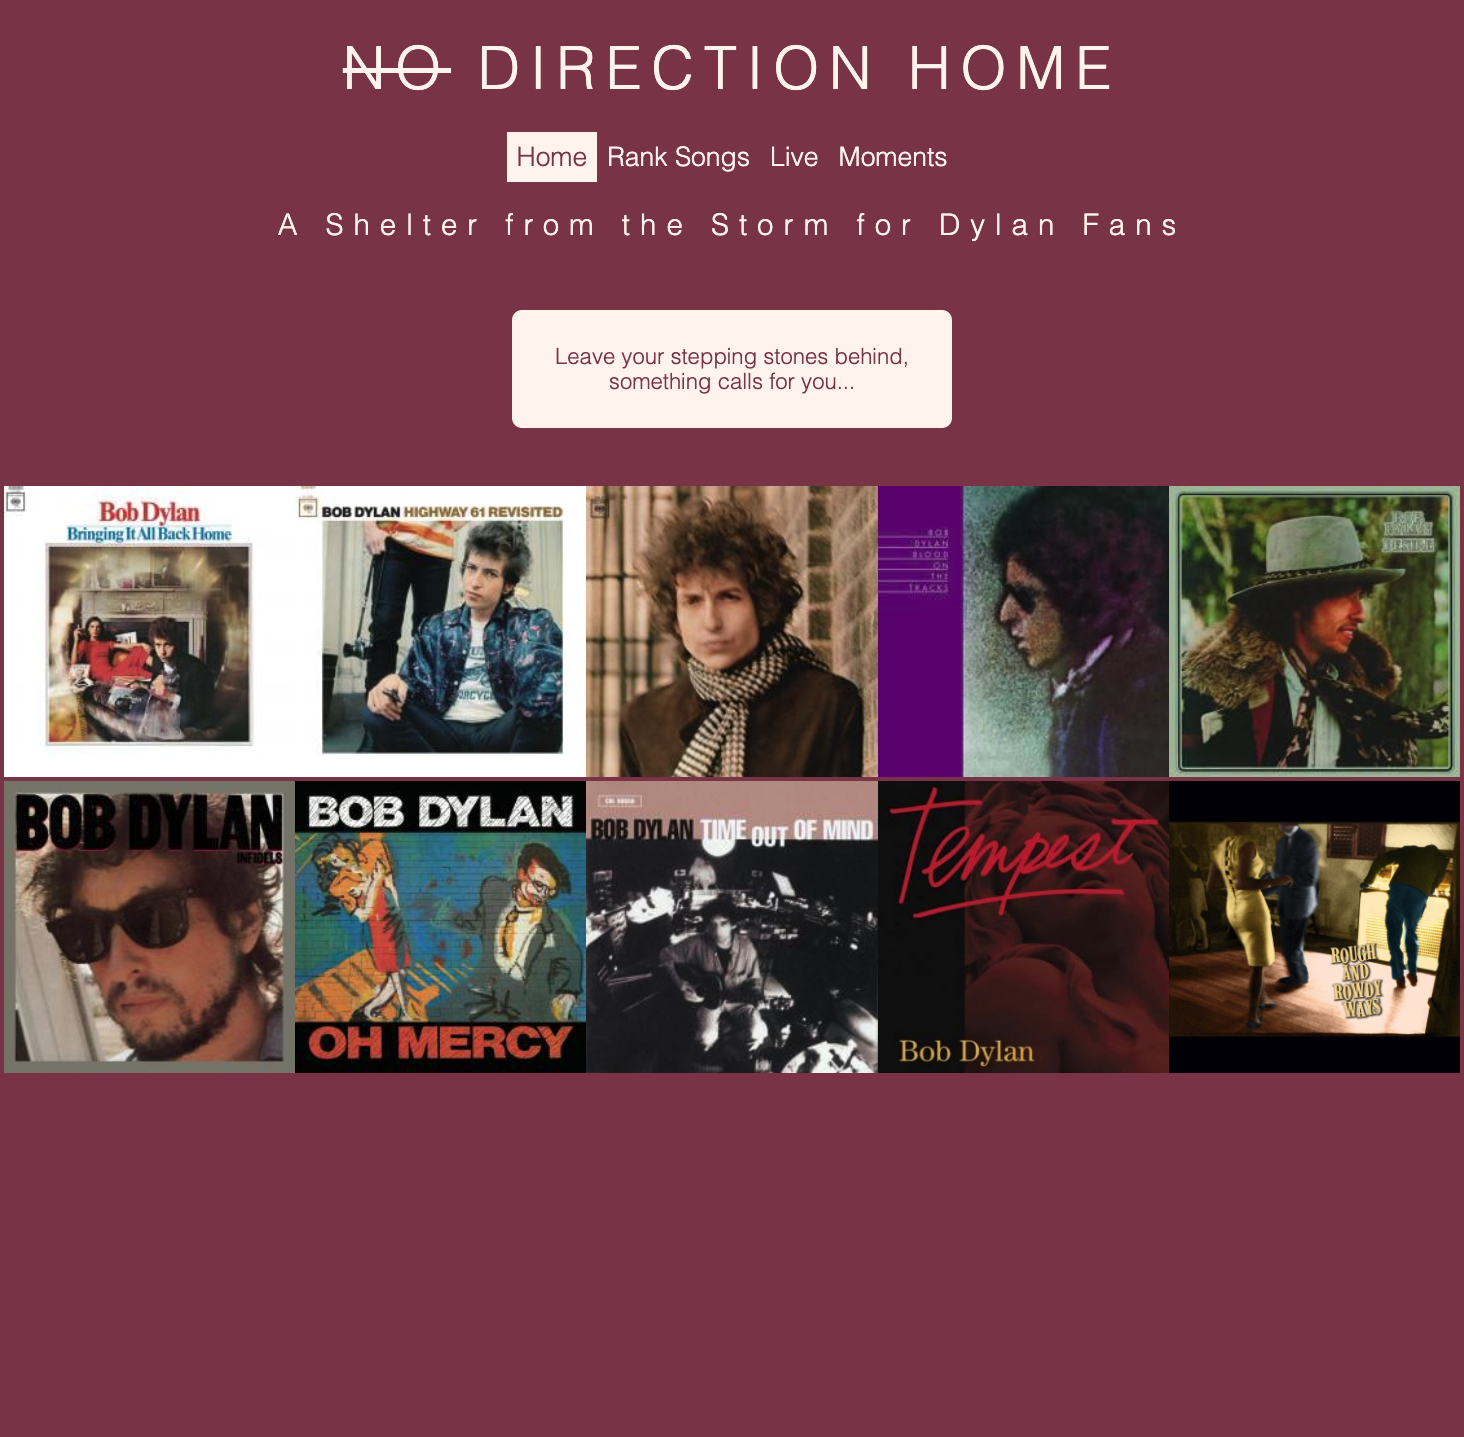 NO DIRECTION HOME
Home Rank Songs Live Moments
A Shelter from the Storm for Dylan Fans
Leave your stepping stones behind,
something calls for you...
Bob Dylan
Bringing It All Back Home
BOB DYLAN HIGHWAY 61 REVISITED
BOB
DYLAN
BLOOD
ON
THE
TRACKS
BOB
DYLAN
DESIRE
BOB DYLAN
INFIDELS
BOB DYLAN
OH MERCY
BOB DYLAN TIME OUT OF MIND
Tempest
Bob Dylan
ROUGH
AND
ROWDY
WAYS